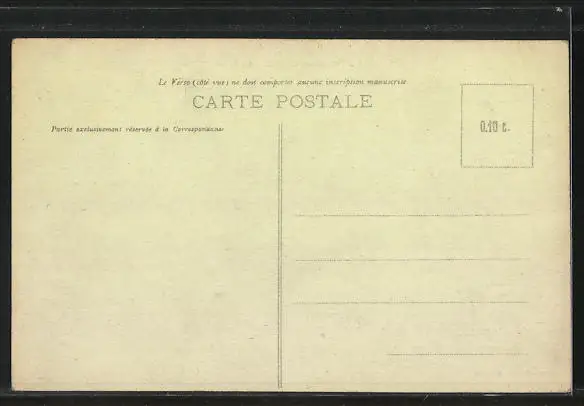 Le Verso (côté vue) ne doit comporter aucune inscription manuscrite
CARTE POSTALE
0.10 c.
Partie exclusivement réservée à la Correspondance